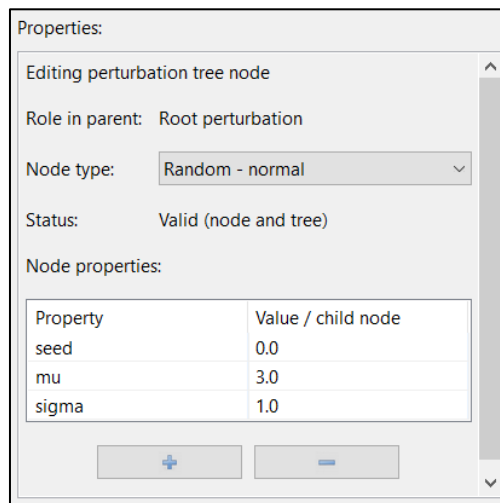 Properties:
Editing perturbation tree node
Role in parent: Root perturbation
Node type: Random - normal
Status: Valid (node and tree)
Node properties:
Property Value / child node
seed 0.0
mu 3.0
sigma 1.0